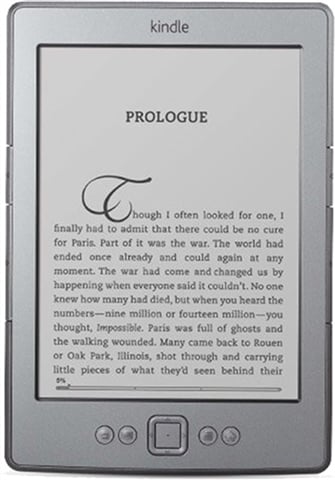 kindle
PROLOGUE
Though I often looked for one, I
finally had to admit that there could be no cure
for Paris. Part of it was the war. The world had
ended once already and could again at any
moment. The war had come and changed us by
happening when everyone said it couldn't. No one
knew how many had died, but when you heard the
numbers—nine million or fourteen million—you
thought, Impossible. Paris was full of ghosts and
the walking wounded. Many came back to Rouen
or Oak Park, Illinois, shot through and carrying
little pieces of what they'd seen behind their
5%